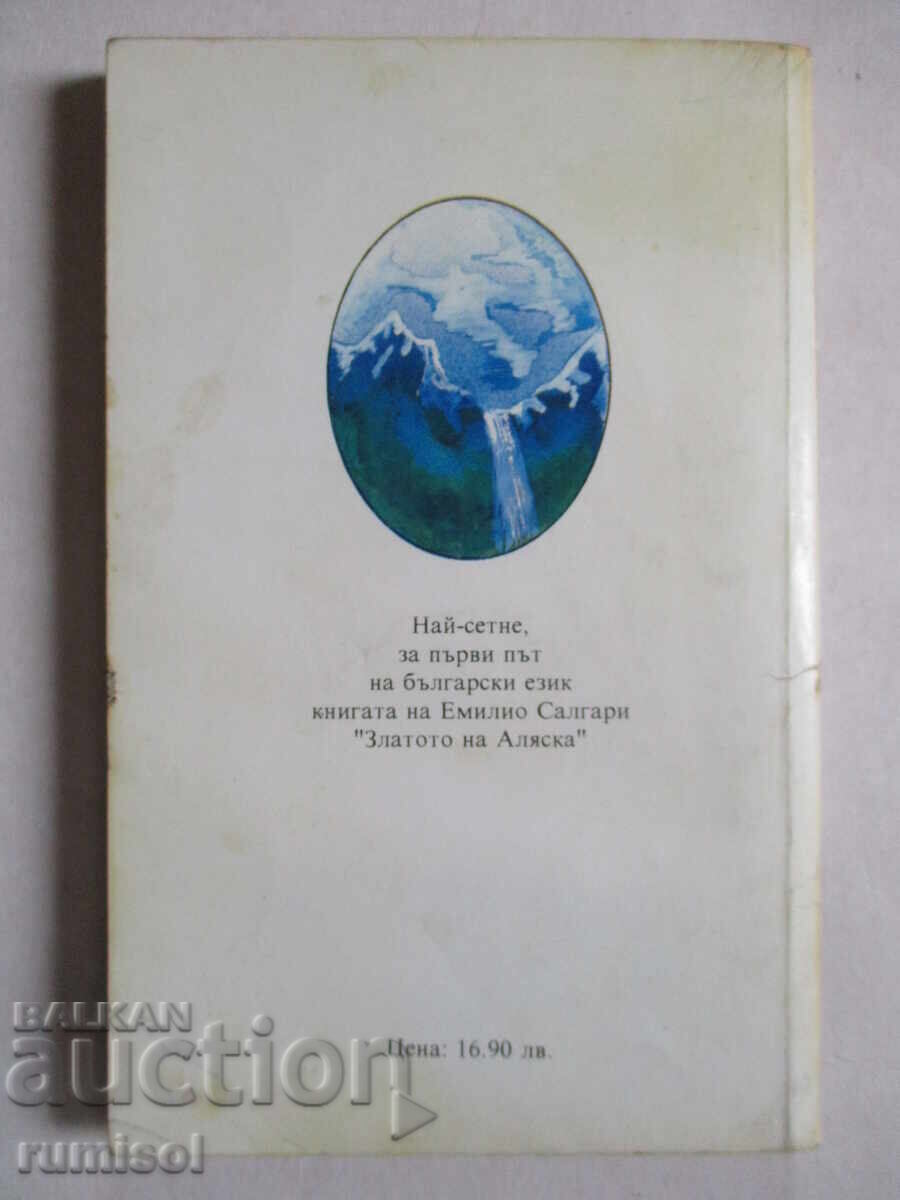 Най-сетне,
за първи път
на български език
книгата на Емилио Салгари
"Златото на Аляска"
Цена: 16.90 лв.
BALKAN
auction
rumisol